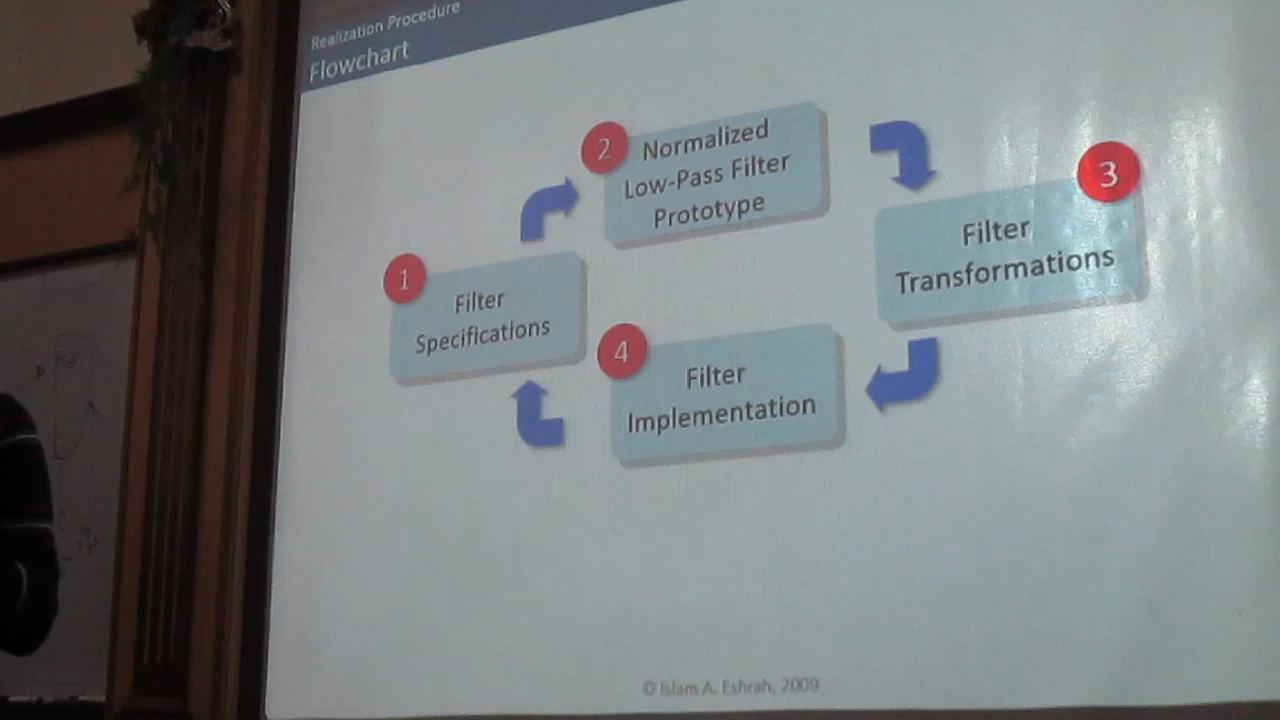 Realization Procedure
Flowchart
1
Filter
Specifications
2
Normalized
Low-Pass Filter
Prototype
3
Filter
Transformations
4
Filter
Implementation
© Islam A. Eshrah, 2009